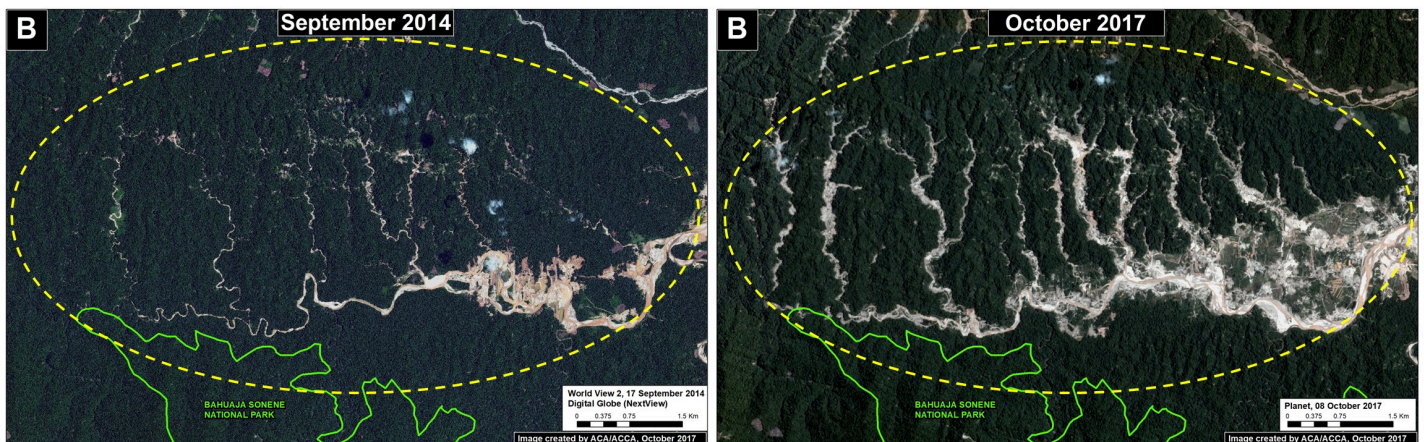 B
September 2014
BAHUAJA SONENE
NATIONAL PARK
World View 2, 17 September 2014
Digital Globe (NextView)
0 0.375 0.75 1.5 Km
Image created by ACA/ACCA, October 2017
B
October 2017
BAHUAJA SONENE
NATIONAL PARK
Planet, 08 October 2017
0 0.375 0.75 1.5 Km
Image created by ACA/ACCA, October 2017